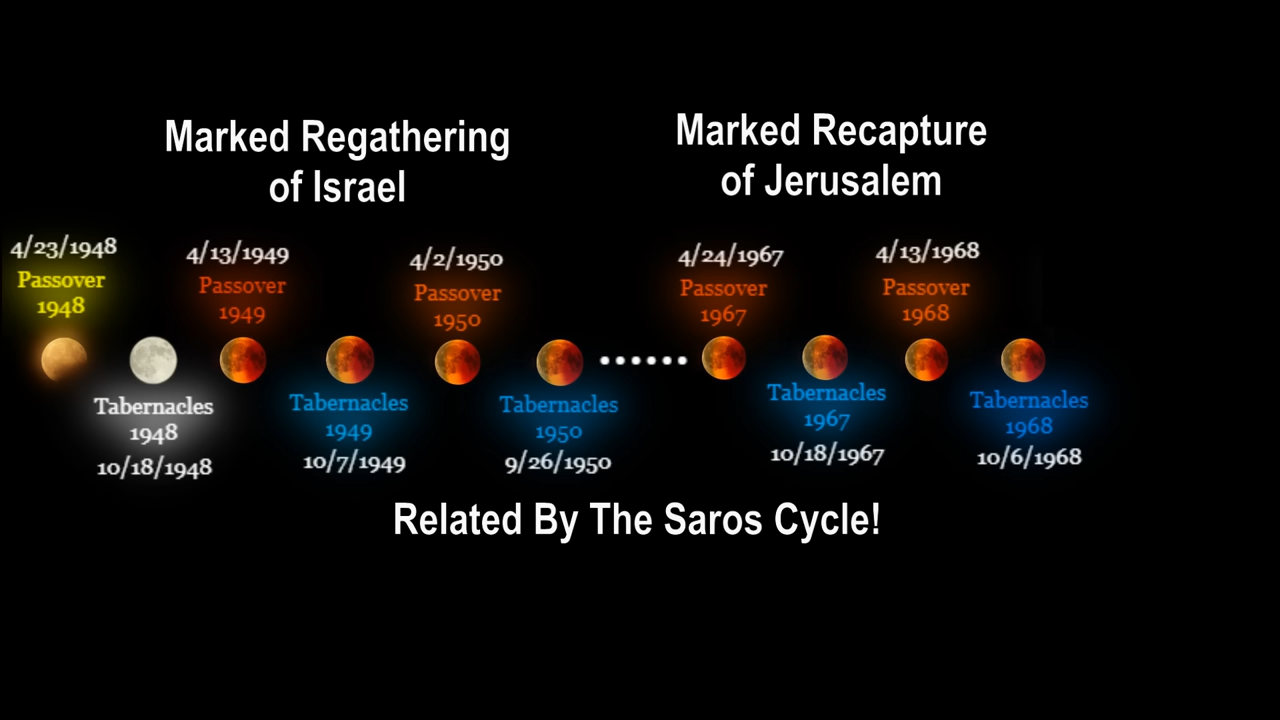 Marked Regathering
of Israel
Marked Recapture
of Jerusalem
4/23/1948
Passover
1948
Tabernacles
1948
10/18/1948
4/13/1949
Passover
1949
Tabernacles
1949
10/7/1949
4/2/1950
Passover
1950
Tabernacles
1950
9/26/1950
4/24/1967
Passover
1967
Tabernacles
1967
10/18/1967
4/13/1968
Passover
1968
Tabernacles
1968
10/6/1968
Related By The Saros Cycle!